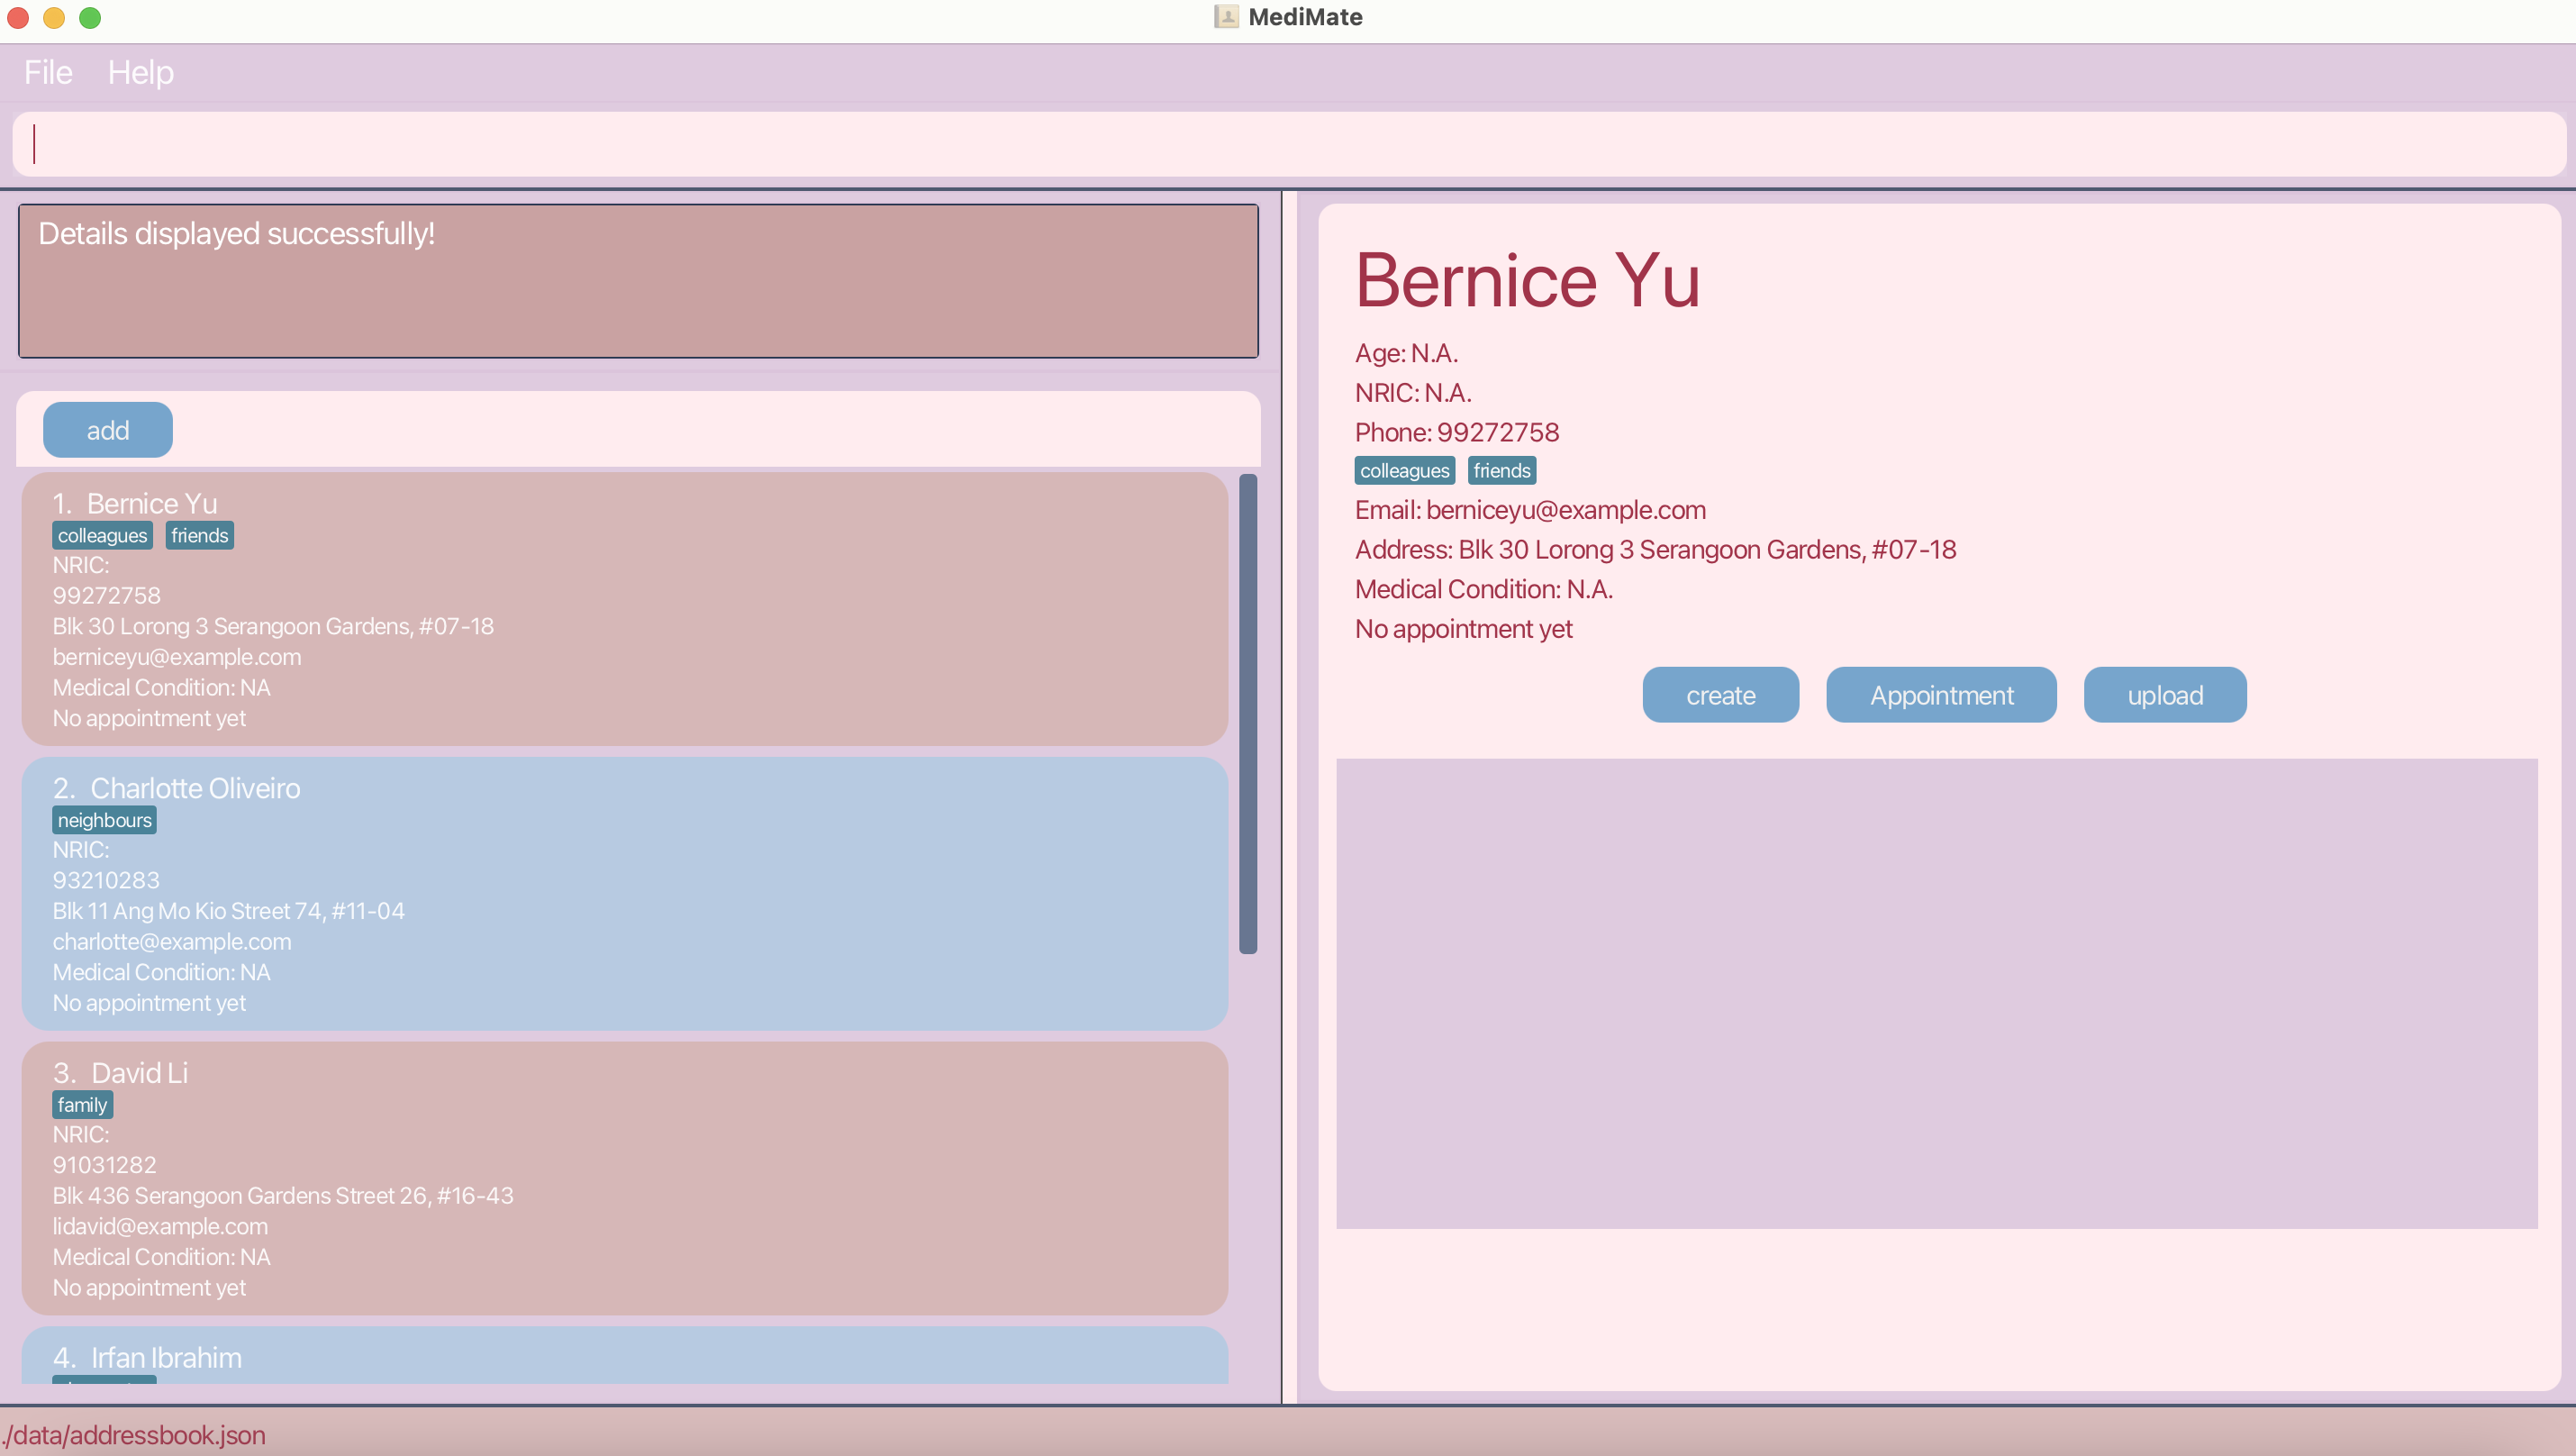 MediMate
File Help
Details displayed successfully!
add
1. Bernice Yu
colleagues friends
NRIC:
99272758
Blk 30 Lorong 3 Serangoon Gardens, #07-18
berniceyu@example.com
Medical Condition: NA
No appointment yet
2. Charlotte Oliveiro
neighbours
NRIC:
93210283
Blk 11 Ang Mo Kio Street 74, #11-04
charlotte@example.com
Medical Condition: NA
No appointment yet
3. David Li
family
NRIC:
91031282
Blk 436 Serangoon Gardens Street 26, #16-43
lidavid@example.com
Medical Condition: NA
No appointment yet
4. Irfan Ibrahim
Bernice Yu
Age: N.A.
NRIC: N.A.
Phone: 99272758
colleagues friends
Email: berniceyu@example.com
Address: Blk 30 Lorong 3 Serangoon Gardens, #07-18
Medical Condition: N.A.
No appointment yet
create Appointment upload
./data/addressbook.json